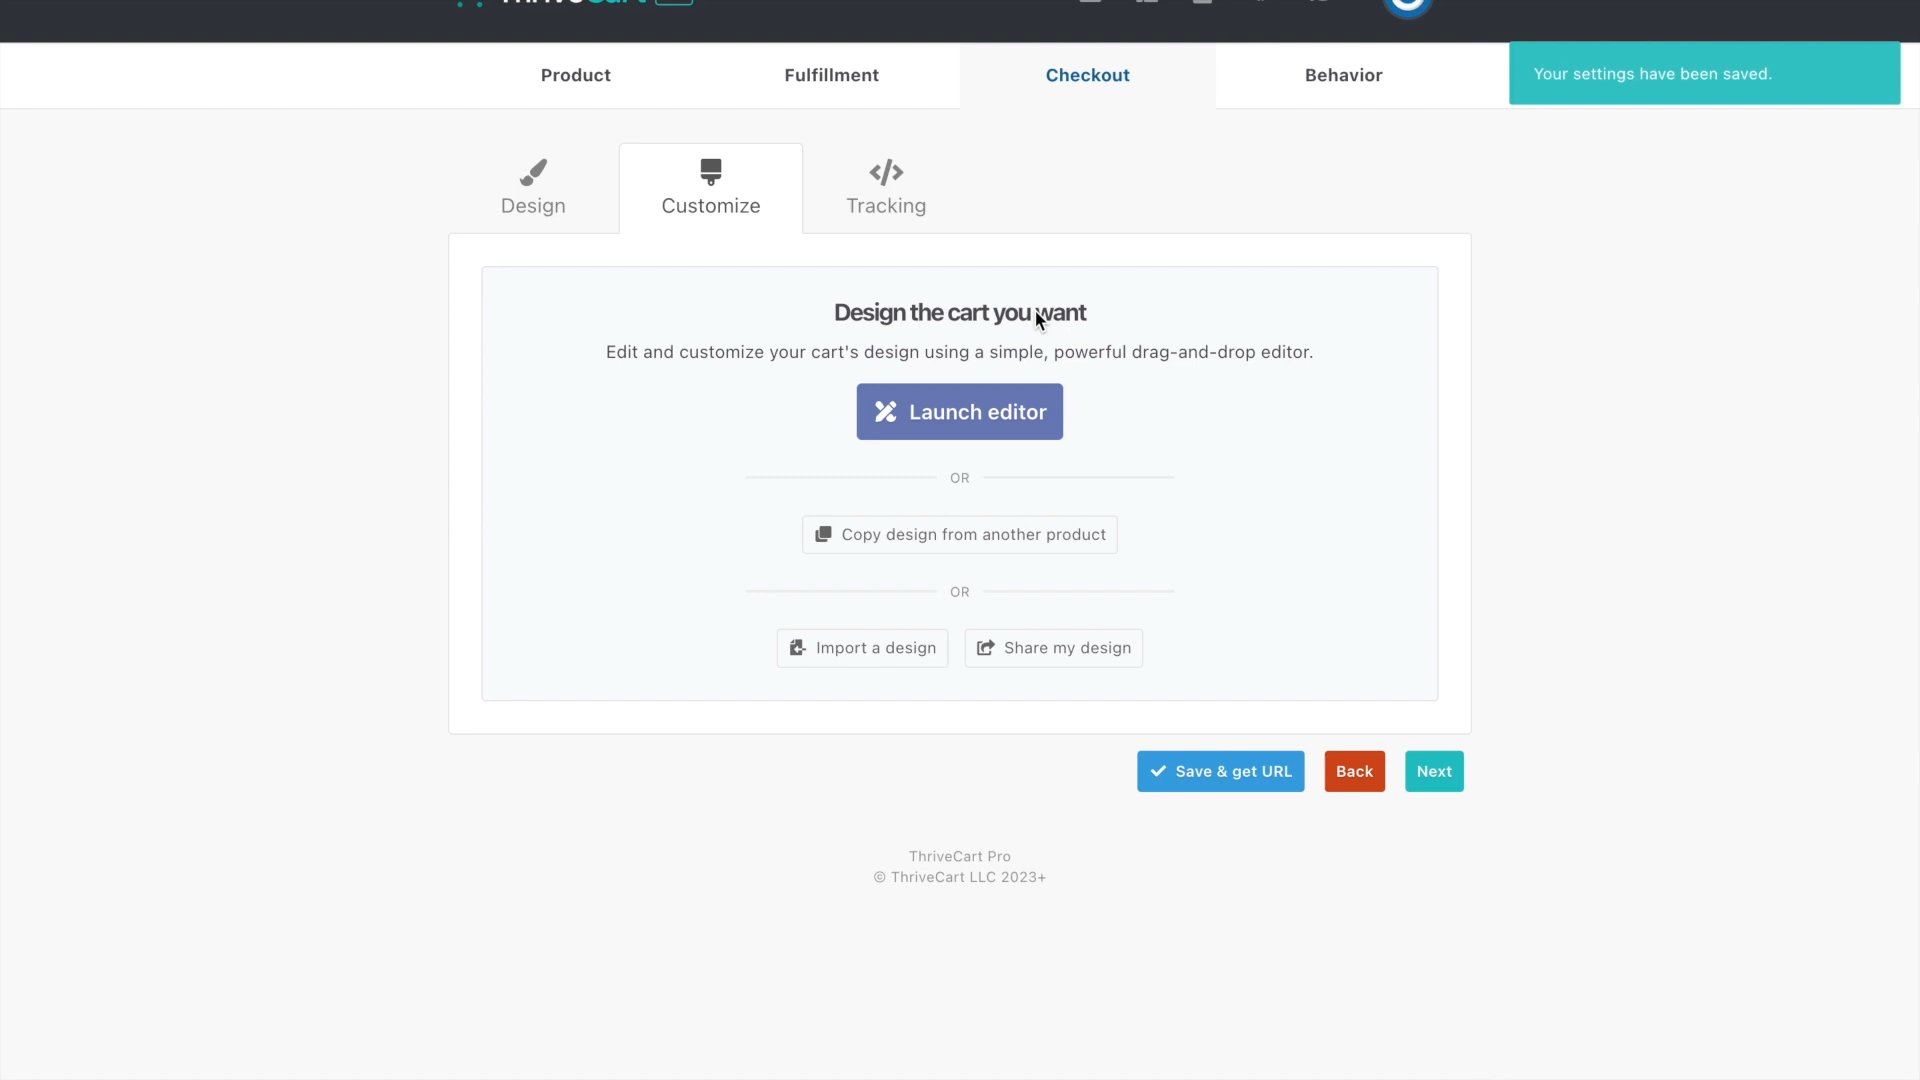 ThriveCart
Product
Fulfillment
Checkout
Behavior
Your settings have been saved.
Design
Customize
Tracking
Design the cart you want
Edit and customize your cart's design using a simple, powerful drag-and-drop editor.
Launch editor
OR
Copy design from another product
OR
Import a design
Share my design
Save & get URL
Back
Next
ThriveCart Pro
© ThriveCart LLC 2023+